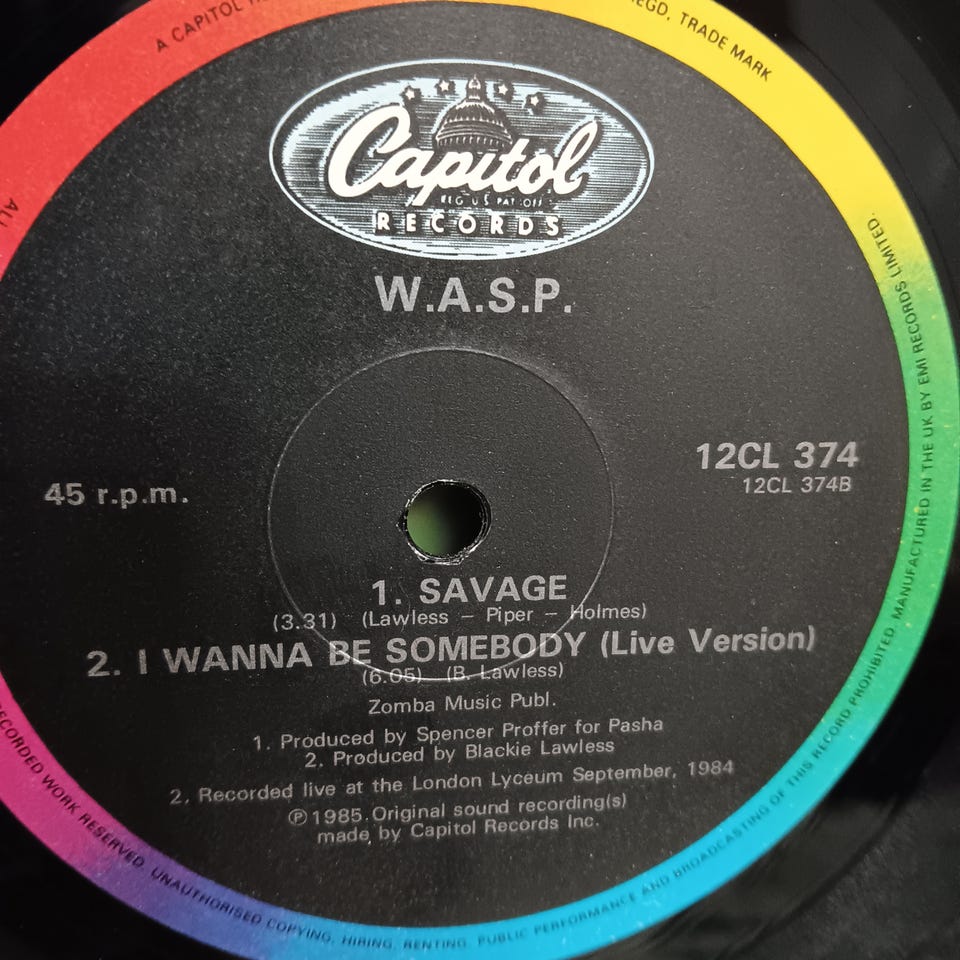 A CAPITOL
REGD. TRADE MARK
Capitol
REG U.S. PAT. OFF.
RECORDS
W.A.S.P.
12CL 374
12CL 374B
45 r.p.m.
1. SAVAGE
(3.31) (Lawless – Piper – Holmes)
2. I WANNA BE SOMEBODY (Live Version)
(6.05) (B. Lawless)
Zomba Music Publ.
1. Produced by Spencer Proffer for Pasha
2. Produced by Blackie Lawless
2, Recorded live at the London Lyceum September, 1984
℗ 1985. Original sound recording(s)
made by Capitol Records Inc.
MANUFACTURED IN THE UK BY EMI RECORDS LIMITED.
RECORDED WORK RESERVED. UNAUTHORISED COPYING, HIRING, RENTING, PUBLIC PERFORMANCE AND BROADCASTING OF THIS RECORD PROHIBITED.